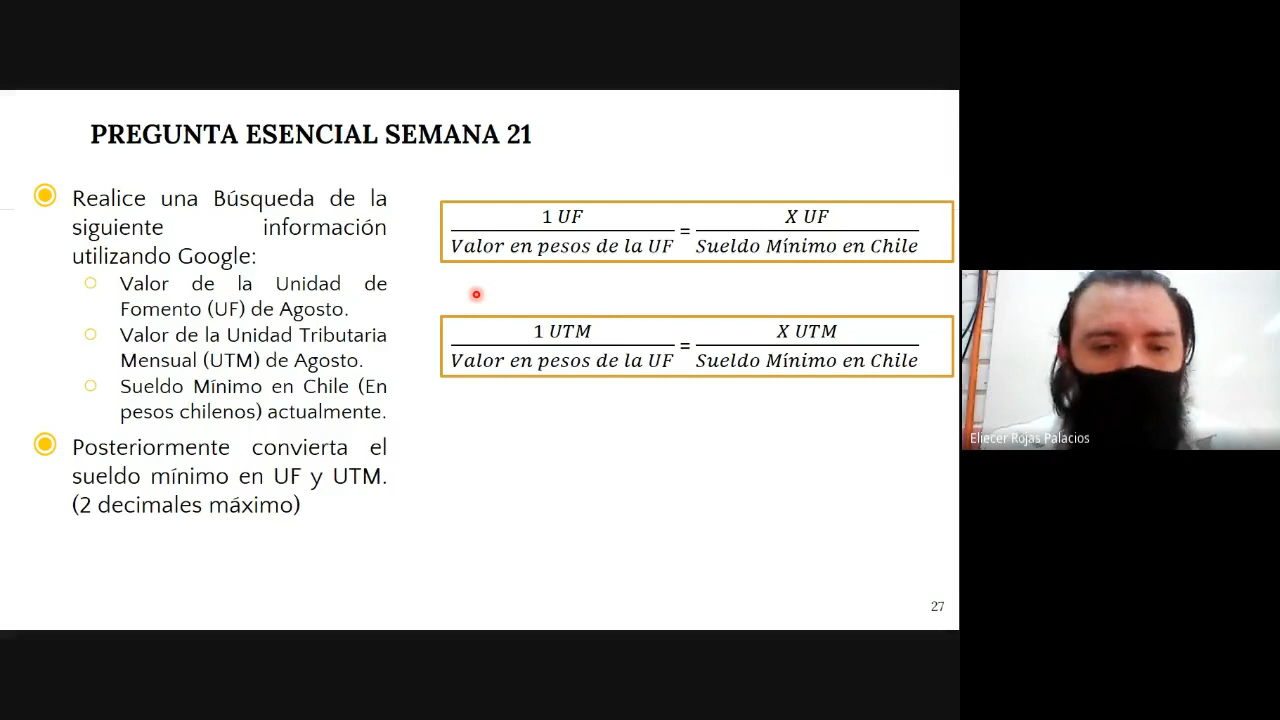 PREGUNTA ESENCIAL SEMANA 21
Realice una Búsqueda de la
siguiente información
utilizando Google:
Valor de la Unidad de
Fomento (UF) de Agosto.
Valor de la Unidad Tributaria
Mensual (UTM) de Agosto.
Sueldo Mínimo en Chile (En
pesos chilenos) actualmente.
Posteriormente convierta el
sueldo mínimo en UF y UTM.
(2 decimales máximo)
1 UF
Valor en pesos de la UF
=
X UF
Sueldo Mínimo en Chile
1 UTM
Valor en pesos de la UF
=
X UTM
Sueldo Mínimo en Chile
27
Eliecer Rojas Palacios